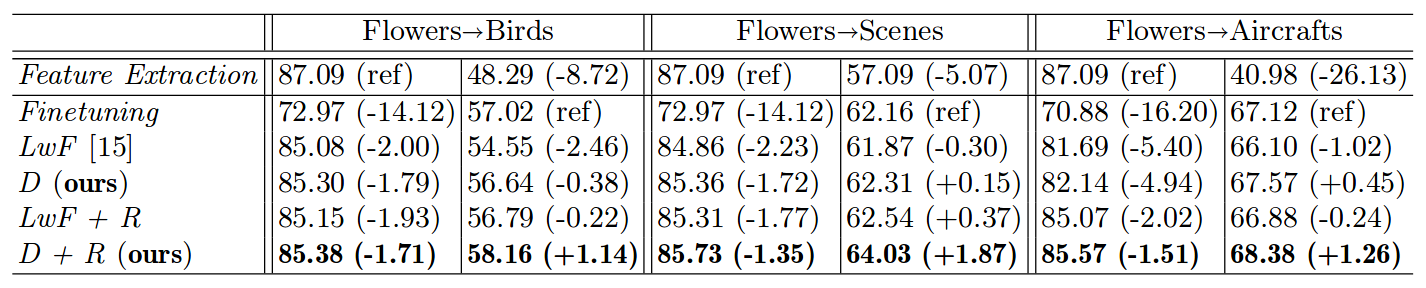 Flowers→Birds Flowers→Scenes Flowers→Aircrafts
Feature Extraction 87.09 (ref) 48.29 (-8.72) 87.09 (ref) 57.09 (-5.07) 87.09 (ref) 40.98 (-26.13)
Finetuning 72.97 (-14.12) 57.02 (ref) 72.97 (-14.12) 62.16 (ref) 70.88 (-16.20) 67.12 (ref)
LwF [15] 85.08 (-2.00) 54.55 (-2.46) 84.86 (-2.23) 61.87 (-0.30) 81.69 (-5.40) 66.10 (-1.02)
D (ours) 85.30 (-1.79) 56.64 (-0.38) 85.36 (-1.72) 62.31 (+0.15) 82.14 (-4.94) 67.57 (+0.45)
LwF + R 85.15 (-1.93) 56.79 (-0.22) 85.31 (-1.77) 62.54 (+0.37) 85.07 (-2.02) 66.88 (-0.24)
D + R (ours) 85.38 (-1.71) 58.16 (+1.14) 85.73 (-1.35) 64.03 (+1.87) 85.57 (-1.51) 68.38 (+1.26)